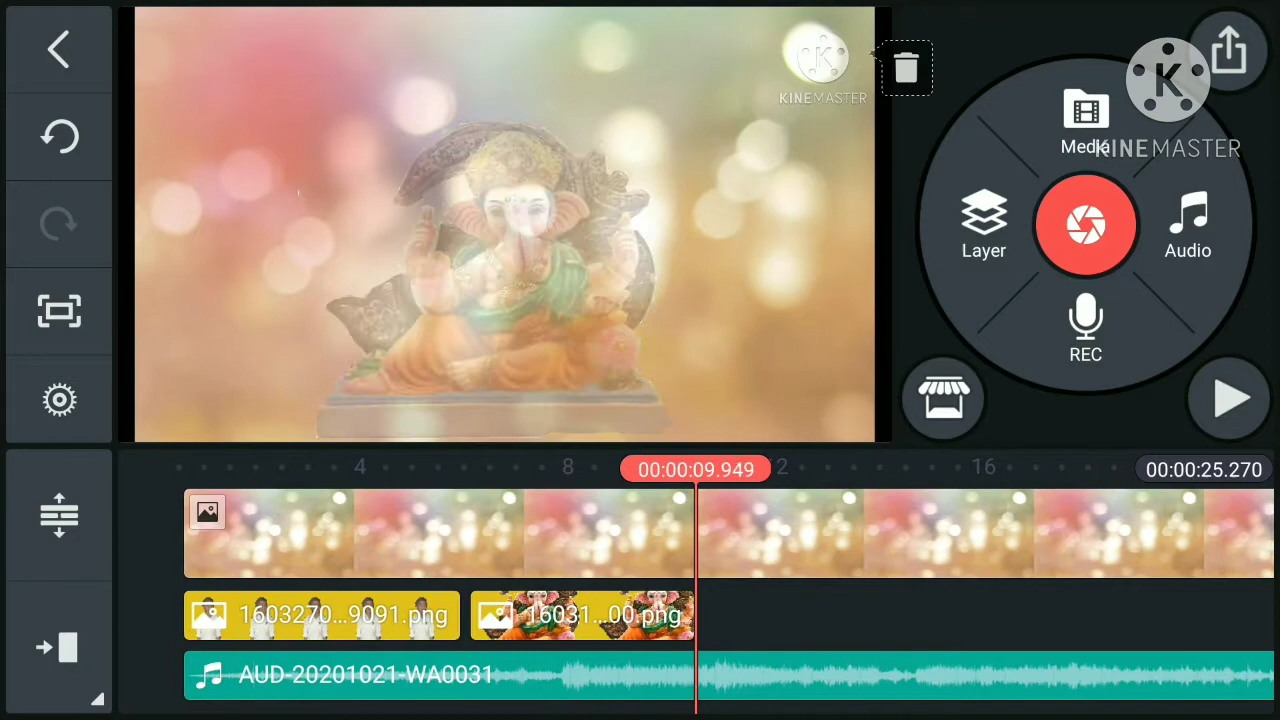 KINEMASTER
K
KINEMASTER
K
Media
Layer
Audio
REC
4
8
00:00:09.949
2
16
00:00:25.270
1603270...9091.png
16031...00.png
AUD-20201021-WA0031